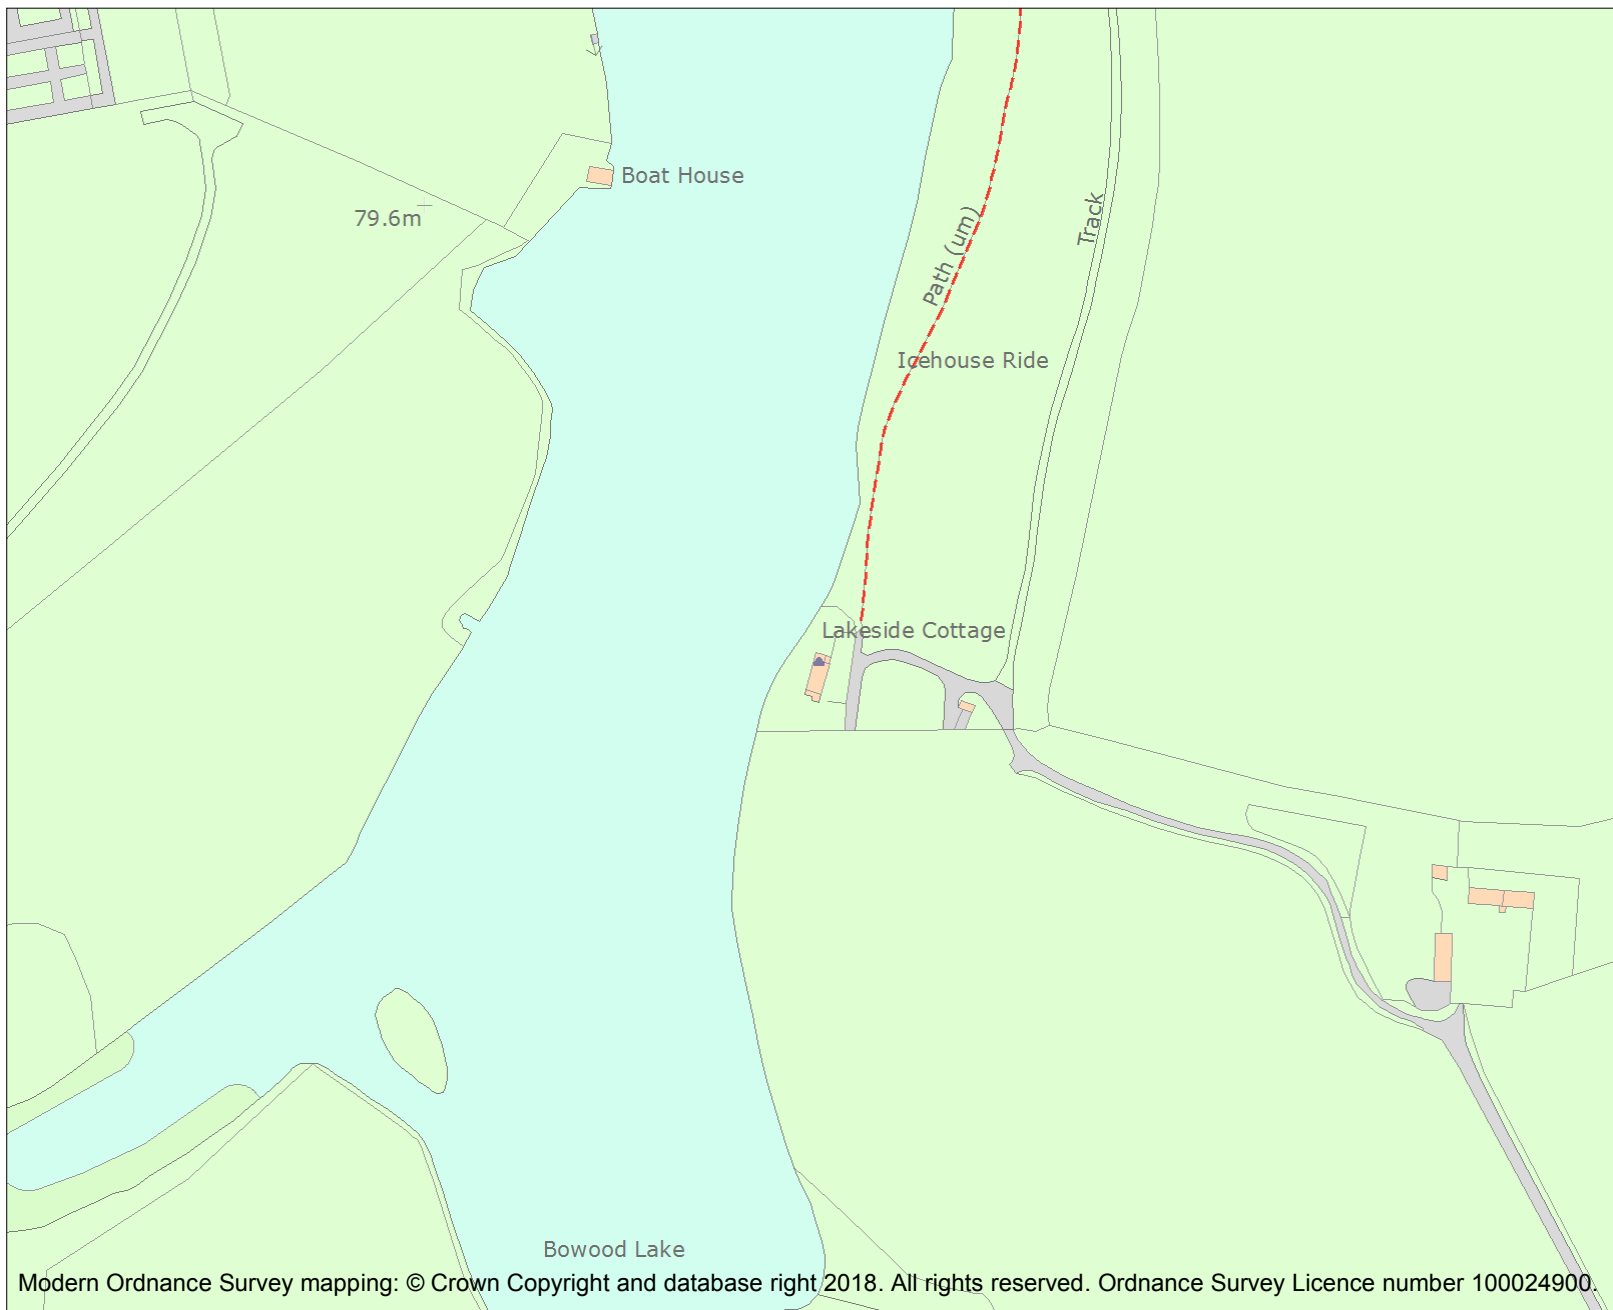 Boat House
79.6m
Path (um)
Track
Icehouse Ride
Lakeside Cottage
Bowood Lake
Modern Ordnance Survey mapping: © Crown Copyright and database right 2018. All rights reserved. Ordnance Survey Licence number 100024900.